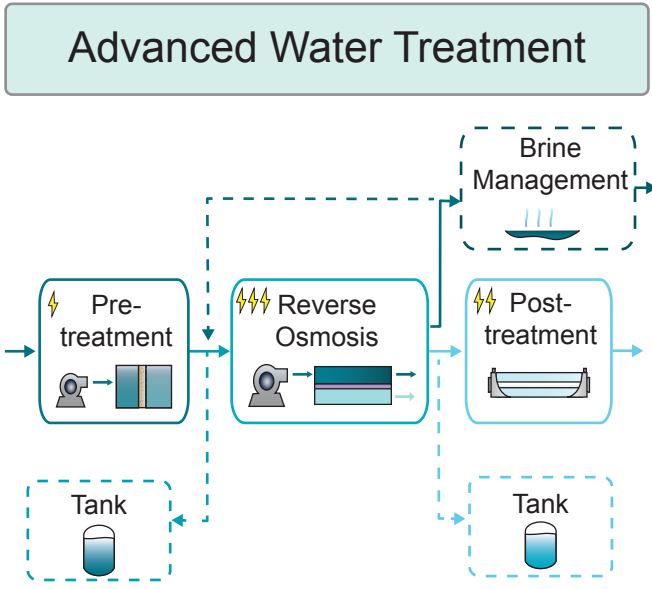 Advanced Water Treatment
Brine
Management
Pre-
treatment
Reverse
Osmosis
Post-
treatment
Tank
Tank